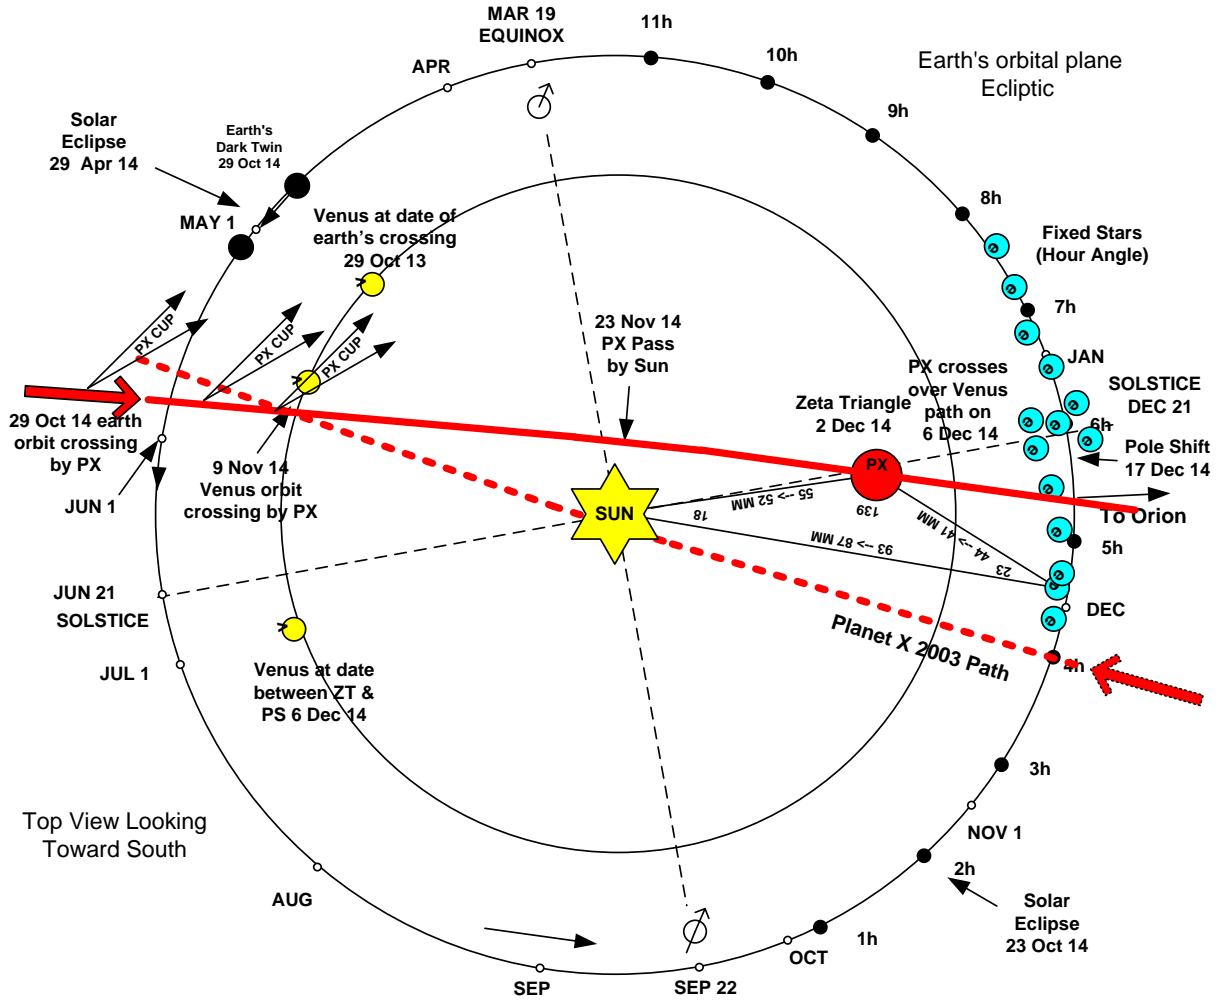 MAR 19
EQUINOX
11h
10h
Earth's orbital plane
Ecliptic
APR
9h
Solar
Eclipse
29 Apr 14
Earth's
Dark Twin
29 Oct 14
8h
MAY 1
Venus at date of
earth's crossing
29 Oct 13
Fixed Stars
(Hour Angle)
7h
PX CUP
PX CUP
PX CUP
23 Nov 14
PX Pass
by Sun
JAN
PX crosses
over Venus
path on
6 Dec 14
SOLSTICE
DEC 21
Zeta Triangle
2 Dec 14
6h
29 Oct 14 earth
orbit crossing
by PX
Pole Shift
17 Dec 14
9 Nov 14
Venus orbit
crossing by PX
PX
JUN 1
SUN
18
55 --> 52 MM
139
To Orion
93 --> 87 MM
44 --> 41 MM
23
5h
JUN 21
SOLSTICE
DEC
Planet X 2003 Path
4h
JUL 1
Venus at date
between ZT &
PS 6 Dec 14
3h
Top View Looking
Toward South
NOV 1
2h
AUG
Solar
Eclipse
23 Oct 14
1h
OCT
SEP
SEP 22